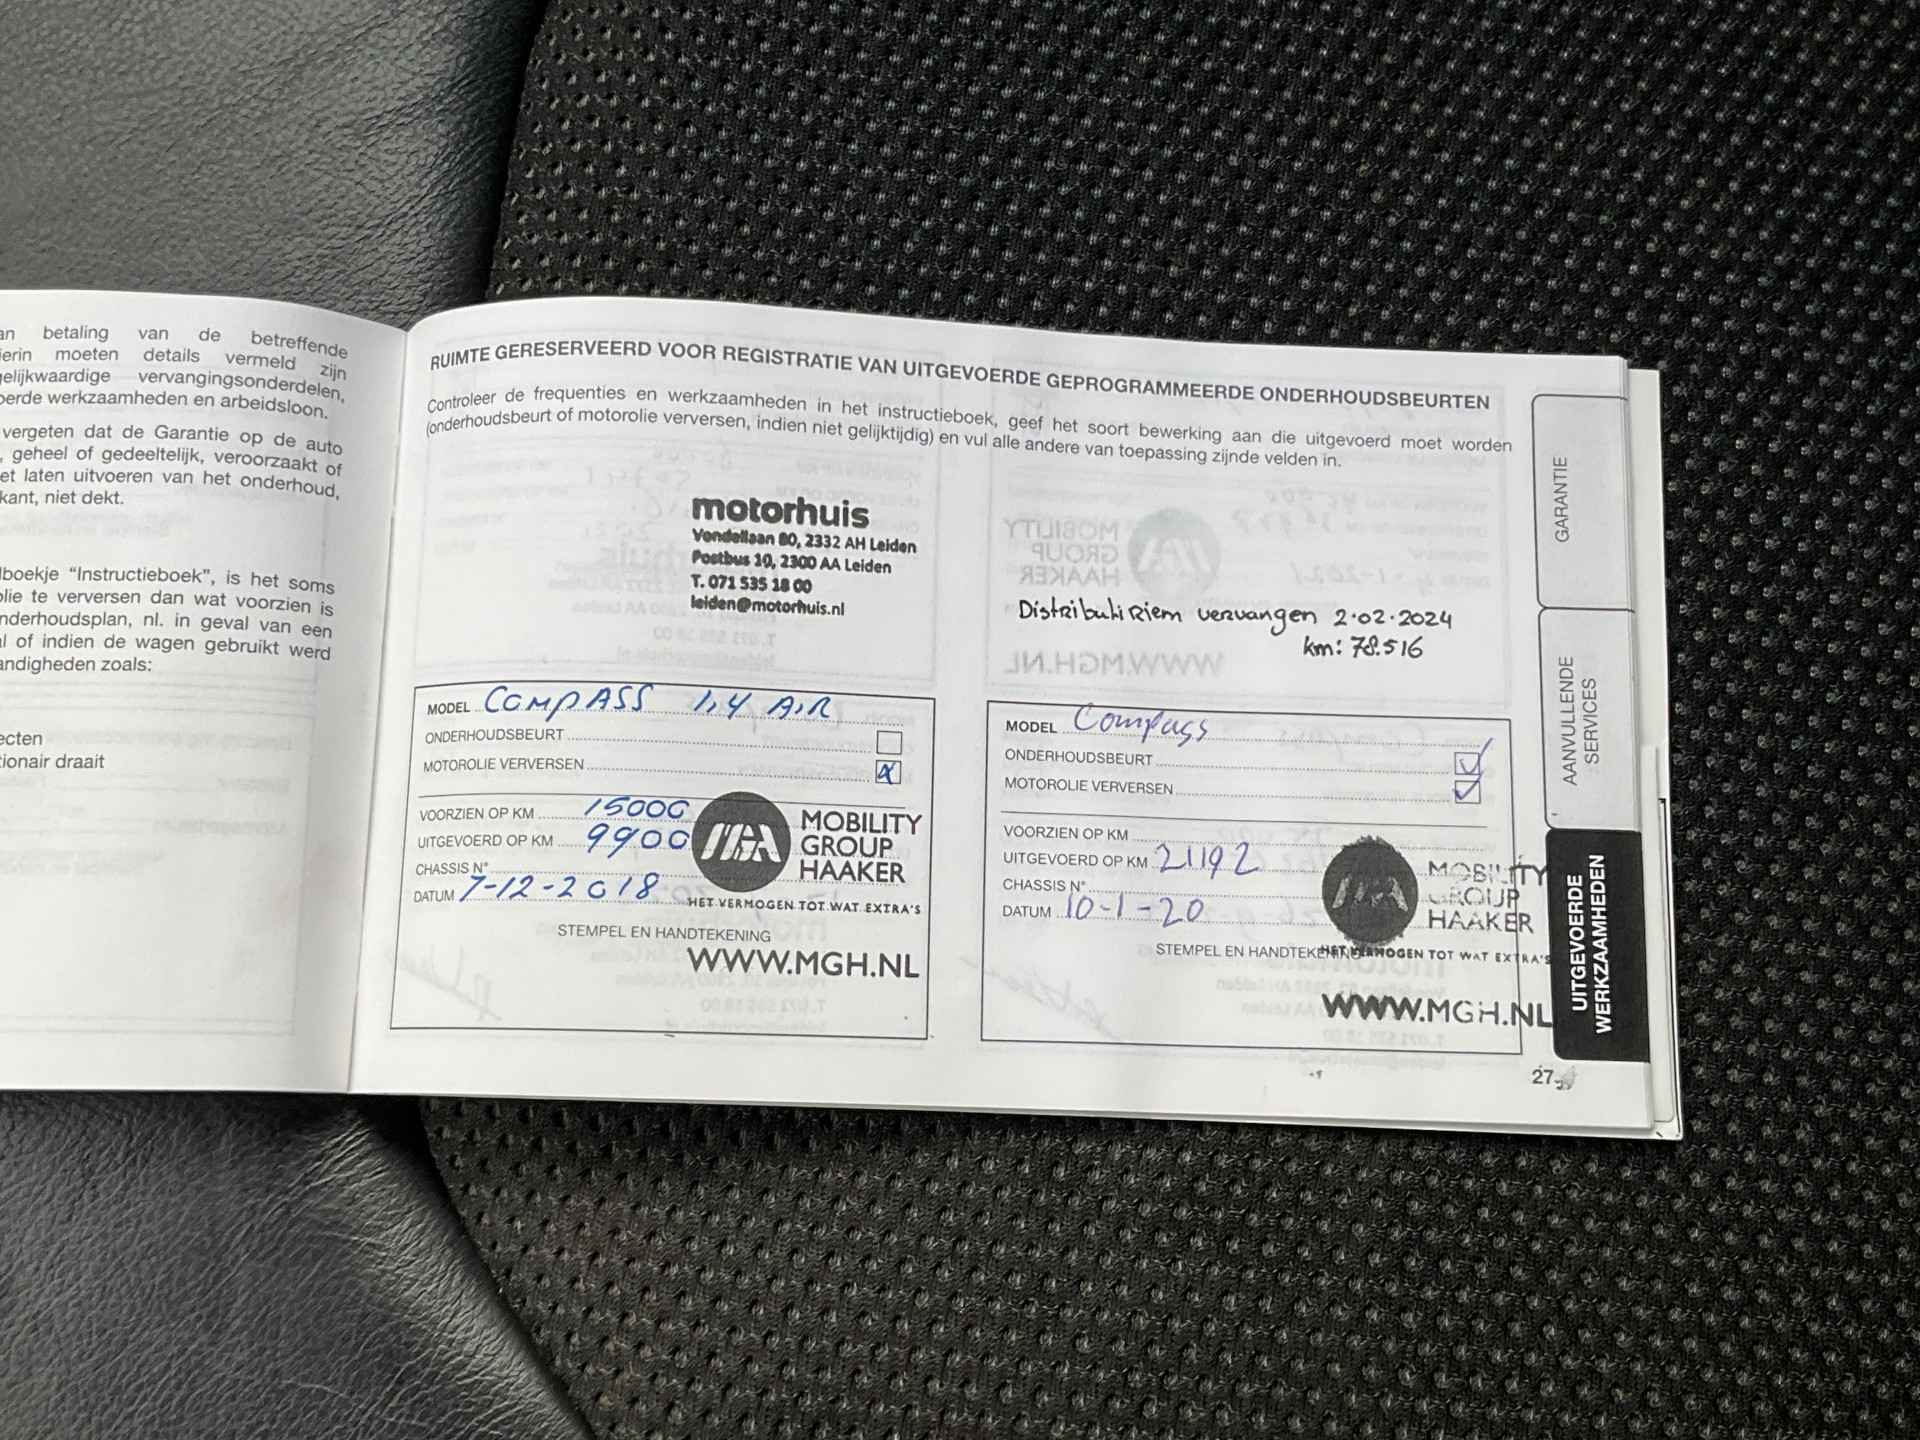 an betaling van de betreffende
ierin moeten details vermeld zijn
gelijkwaardige vervangingsonderdelen,
oerde werkzaamheden en arbeidsloon.
vergeten dat de Garantie op de auto
, geheel of gedeeltelijk, veroorzaakt of
et laten uitvoeren van het onderhoud,
kant, niet dekt.
lboekje “Instructieboek”, is het soms
olie te verversen dan wat voorzien is
nderhoudsplan, nl. in geval van een
al of indien de wagen gebruikt werd
andigheden zoals:
ecten
tionair draait
RUIMTE GERESERVEERD VOOR REGISTRATIE VAN UITGEVOERDE GEPROGRAMMEERDE ONDERHOUDSBEURTEN
Controleer de frequenties en werkzaamheden in het instructieboek, geef het soort bewerking aan die uitgevoerd moet worden
(onderhoudsbeurt of motorolie verversen, indien niet gelijktijdig) en vul alle andere van toepassing zijnde velden in.
motorhuis
Vondellaan 80, 2332 AH Leiden
Postbus 10, 2300 AA Leiden
T. 071 535 18 00
leiden@motorhuis.nl
MODEL COMPASS 1,4 AIR
ONDERHOUDSBEURT
MOTOROLIE VERVERSEN
VOORZIEN OP KM 15000
UITGEVOERD OP KM 9900
CHASSIS N°
DATUM 7-12-2018
MOBILITY
GROUP
HAAKER
HET VERMOGEN TOT WAT EXTRA'S
STEMPEL EN HANDTEKENING
WWW.MGH.NL
Distributi Riem vervangen 2.02.2024
km: 78.516
MODEL Compass
ONDERHOUDSBEURT
MOTOROLIE VERVERSEN
VOORZIEN OP KM
UITGEVOERD OP KM 21192
CHASSIS N°
DATUM 10-1-20
MOBILITY
GROUP
HAAKER
STEMPEL EN HANDTEKENING
HET VERMOGEN TOT WAT EXTRA'S
WWW.MGH.NL
27
GARANTIE
AANVULLENDE
SERVICES
UITGEVOERDE
WERKZAAMHEDEN